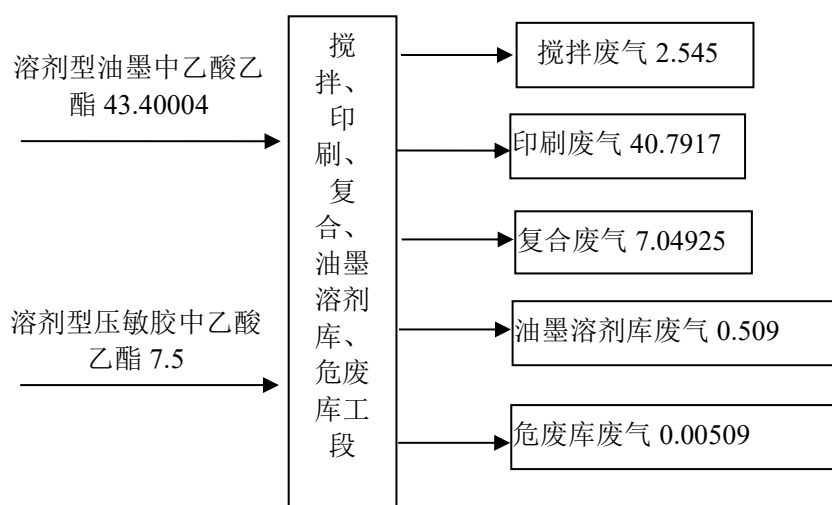 溶剂型油墨中乙酸乙
酯 43.40004
溶剂型压敏胶中乙酸
乙酯 7.5
搅
拌、
印
刷、
复
合、
油墨
溶剂
库、
危废
库工
段
搅拌废气 2.545
印刷废气 40.7917
复合废气 7.04925
油墨溶剂库废气 0.509
危废库废气 0.00509